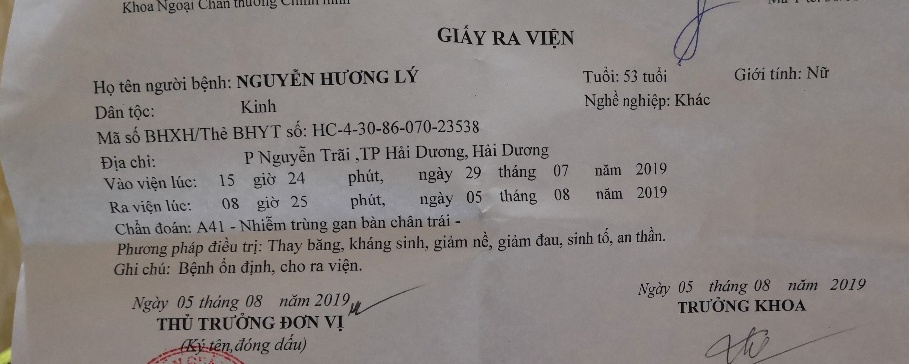 Khoa Ngoại Chấn thương Chỉnh hình
GIẤY RA VIỆN
Họ tên người bệnh: NGUYỄN HƯƠNG LÝ Tuổi: 53 tuổi Giới tính: Nữ
Dân tộc: Kinh Nghề nghiệp: Khác
Mã số BHXH/Thẻ BHYT số: HC-4-30-86-070-23538
Địa chỉ: P Nguyễn Trãi ,TP Hải Dương, Hải Dương
Vào viện lúc: 15 giờ 24 phút, ngày 29 tháng 07 năm 2019
Ra viện lúc: 08 giờ 25 phút, ngày 05 tháng 08 năm 2019
Chẩn đoán: A41 - Nhiễm trùng gan bàn chân trái -
Phương pháp điều trị: Thay băng, kháng sinh, giảm nề, giảm đau, sinh tố, an thần.
Ghi chú: Bệnh ổn định, cho ra viện.
Ngày 05 tháng 08 năm 2019
THỦ TRƯỞNG ĐƠN VỊ
(Ký tên,đóng dấu)
Ngày 05 tháng 08 năm 2019
TRƯỞNG KHOA